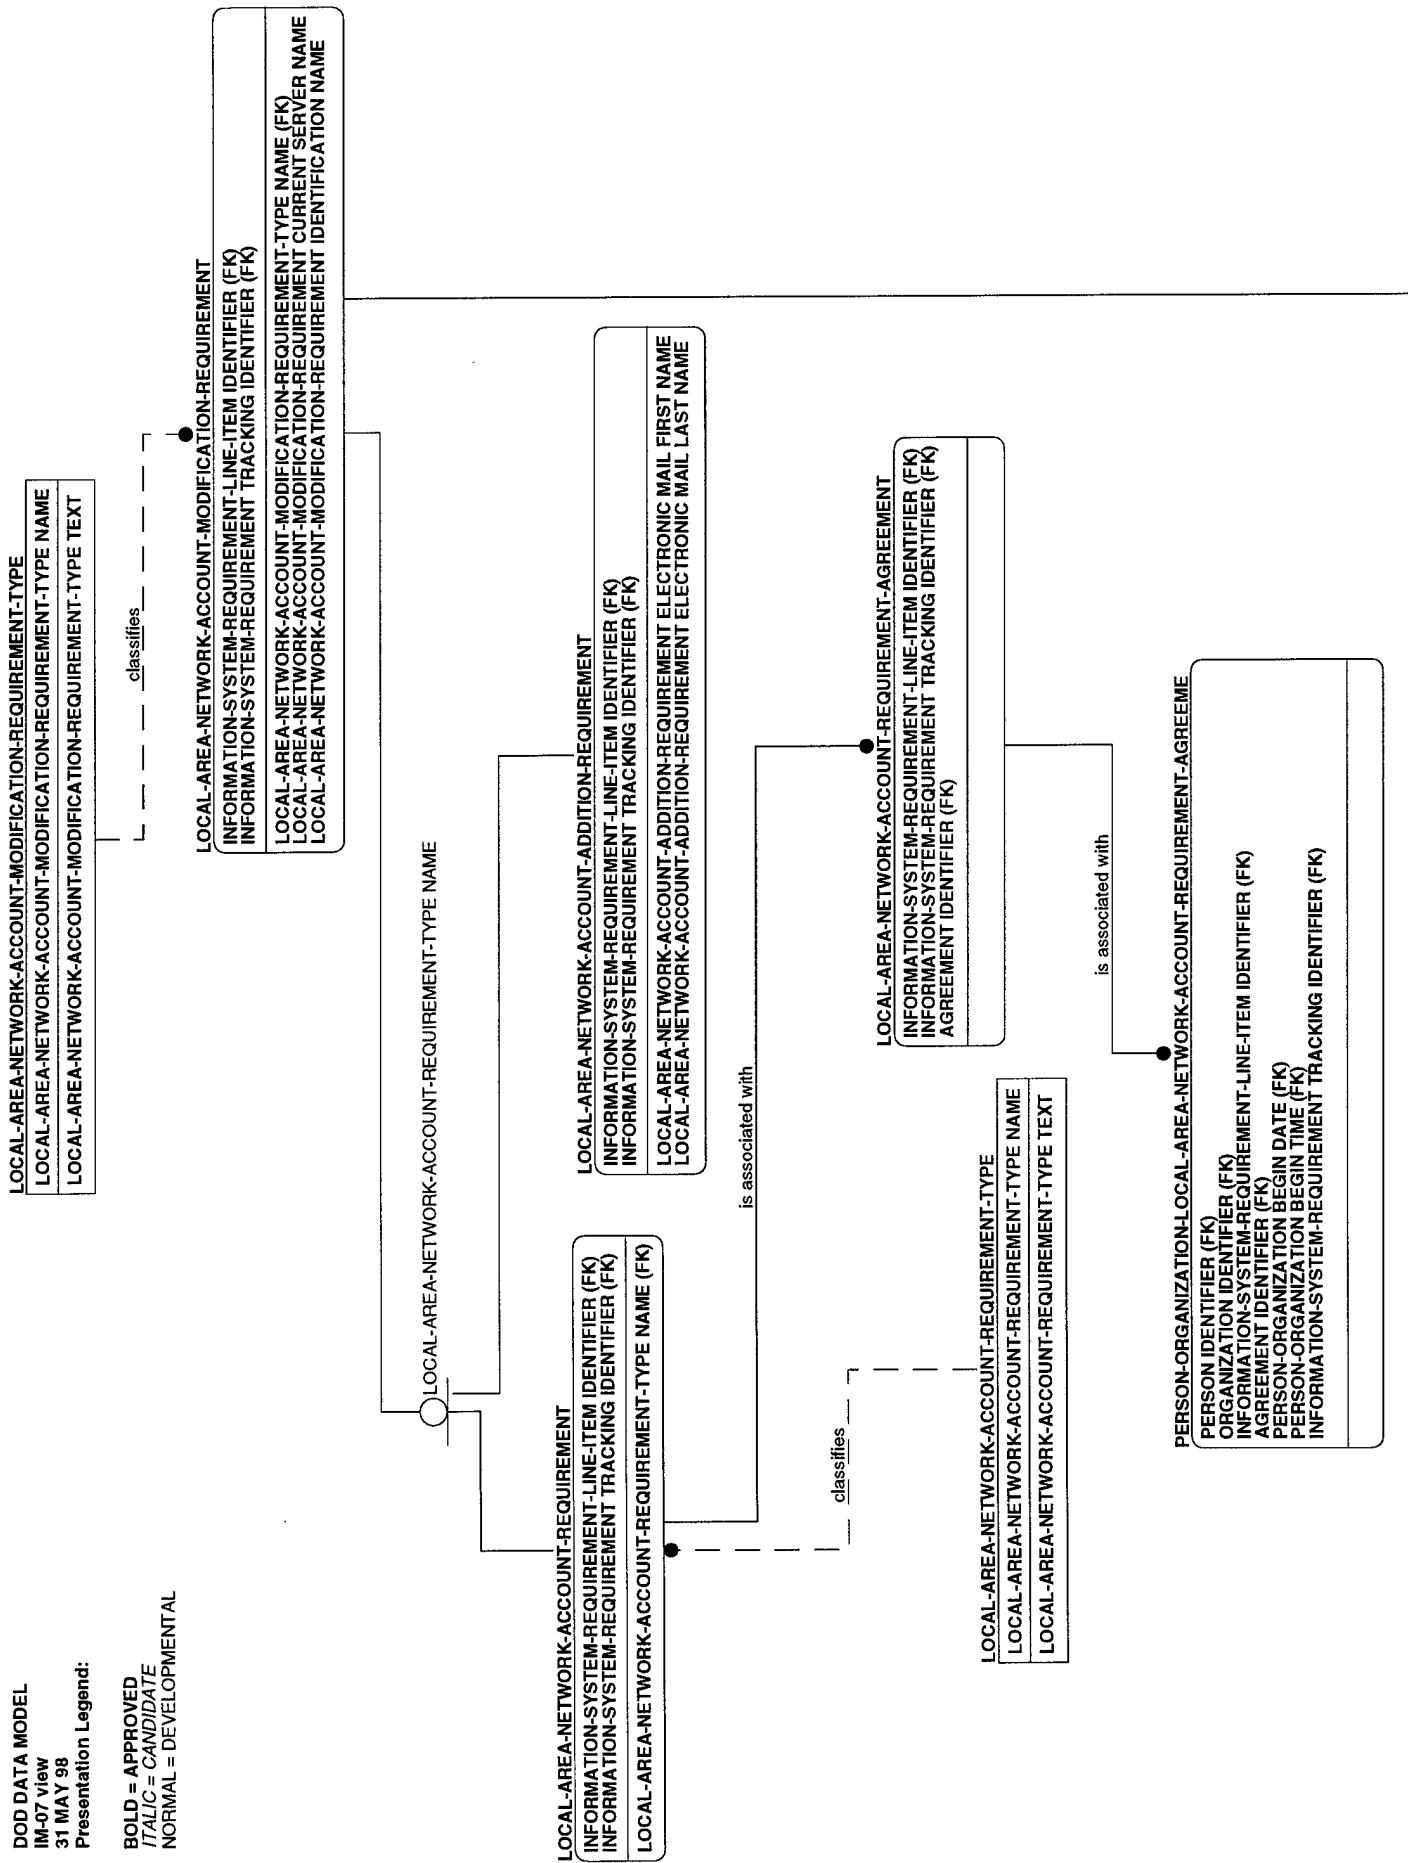 DOD DATA MODEL
IM-07 view
31 MAY 98
Presentation Legend:
BOLD = APPROVED
ITALIC = CANDIDATE
NORMAL = DEVELOPMENTAL
LOCAL-AREA-NETWORK-ACCOUNT-MODIFICATION-REQUIREMENT-TYPE
LOCAL-AREA-NETWORK-ACCOUNT-MODIFICATION-REQUIREMENT-TYPE NAME
LOCAL-AREA-NETWORK-ACCOUNT-MODIFICATION-REQUIREMENT-TYPE TEXT
classifies
LOCAL-AREA-NETWORK-ACCOUNT-MODIFICATION-REQUIREMENT
INFORMATION-SYSTEM-REQUIREMENT-LINE-ITEM IDENTIFIER (FK)
INFORMATION-SYSTEM-REQUIREMENT TRACKING IDENTIFIER (FK)
LOCAL-AREA-NETWORK-ACCOUNT-MODIFICATION-REQUIREMENT-TYPE NAME (FK)
LOCAL-AREA-NETWORK-ACCOUNT-MODIFICATION-REQUIREMENT CURRENT SERVER NAME
LOCAL-AREA-NETWORK-ACCOUNT-MODIFICATION-REQUIREMENT IDENTIFICATION NAME
LOCAL-AREA-NETWORK-ACCOUNT-REQUIREMENT-TYPE NAME
LOCAL-AREA-NETWORK-ACCOUNT-REQUIREMENT
INFORMATION-SYSTEM-REQUIREMENT-LINE-ITEM IDENTIFIER (FK)
INFORMATION-SYSTEM-REQUIREMENT TRACKING IDENTIFIER (FK)
LOCAL-AREA-NETWORK-ACCOUNT-REQUIREMENT-TYPE NAME (FK)
LOCAL-AREA-NETWORK-ACCOUNT-ADDITION-REQUIREMENT
INFORMATION-SYSTEM-REQUIREMENT-LINE-ITEM IDENTIFIER (FK)
INFORMATION-SYSTEM-REQUIREMENT TRACKING IDENTIFIER (FK)
LOCAL-AREA-NETWORK-ACCOUNT-ADDITION-REQUIREMENT ELECTRONIC MAIL FIRST NAME
LOCAL-AREA-NETWORK-ACCOUNT-ADDITION-REQUIREMENT ELECTRONIC MAIL LAST NAME
is associated with
classifies
LOCAL-AREA-NETWORK-ACCOUNT-REQUIREMENT-AGREEMENT
INFORMATION-SYSTEM-REQUIREMENT-LINE-ITEM IDENTIFIER (FK)
INFORMATION-SYSTEM-REQUIREMENT TRACKING IDENTIFIER (FK)
AGREEMENT IDENTIFIER (FK)
LOCAL-AREA-NETWORK-ACCOUNT-REQUIREMENT-TYPE
LOCAL-AREA-NETWORK-ACCOUNT-REQUIREMENT-TYPE NAME
LOCAL-AREA-NETWORK-ACCOUNT-REQUIREMENT-TYPE TEXT
is associated with
PERSON-ORGANIZATION-LOCAL-AREA-NETWORK-ACCOUNT-REQUIREMENT-AGREEME
PERSON IDENTIFIER (FK)
ORGANIZATION IDENTIFIER (FK)
INFORMATION-SYSTEM-REQUIREMENT-LINE-ITEM IDENTIFIER (FK)
AGREEMENT IDENTIFIER (FK)
PERSON-ORGANIZATION BEGIN DATE (FK)
PERSON-ORGANIZATION BEGIN TIME (FK)
INFORMATION-SYSTEM-REQUIREMENT TRACKING IDENTIFIER (FK)